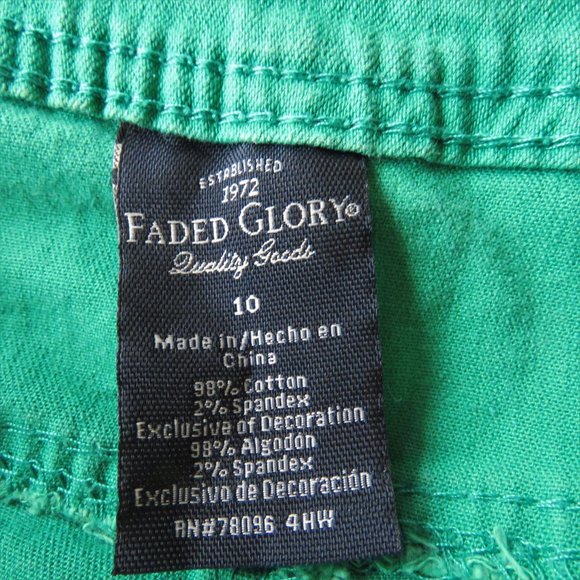 ESTABLISHED
1972
FADED GLORY®
Quality Goods
10
Made in/Hecho en
China
98% Cotton
2% Spandex
Exclusive of Decoration
98% Algodón
2% Spandex
Exclusivo de Decoración
RN#78096 4HW